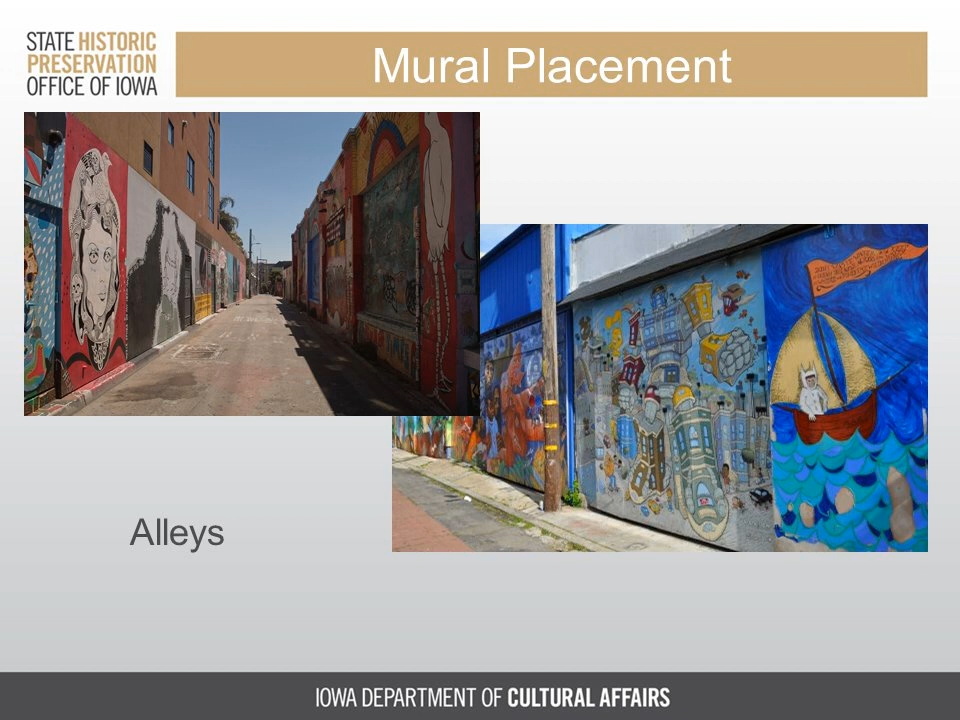 STATE HISTORIC
PRESERVATION
OFFICE OF IOWA
Mural Placement
Alleys
IOWA DEPARTMENT OF CULTURAL AFFAIRS